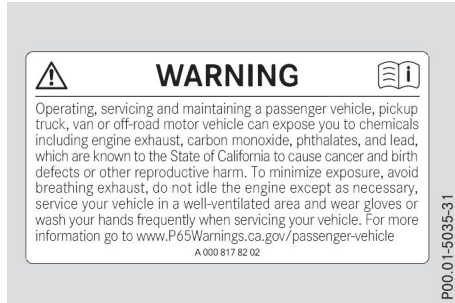 WARNING
Operating, servicing and maintaining a passenger vehicle, pickup
truck, van or off-road motor vehicle can expose you to chemicals
including engine exhaust, carbon monoxide, phthalates, and lead,
which are known to the State of California to cause cancer and birth
defects or other reproductive harm. To minimize exposure, avoid
breathing exhaust, do not idle the engine except as necessary,
service your vehicle in a well-ventilated area and wear gloves or
wash your hands frequently when servicing your vehicle. For more
information go to www.P65Warnings.ca.gov/passenger-vehicle
A 000 817 82 02
P00.01-5035-31